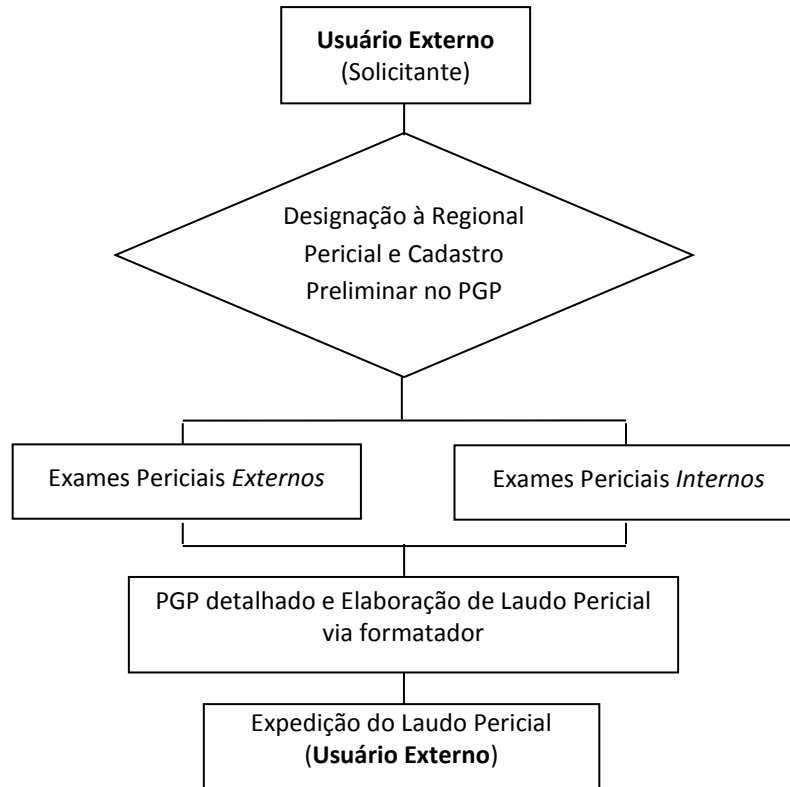 Usuário Externo
(Solicitante)
Designação à Regional
Pericial e Cadastro
Preliminar no PGP
Exames Periciais Externos
Exames Periciais Internos
PGP detalhado e Elaboração de Laudo Pericial
via formatador
Expedição do Laudo Pericial
(Usuário Externo)